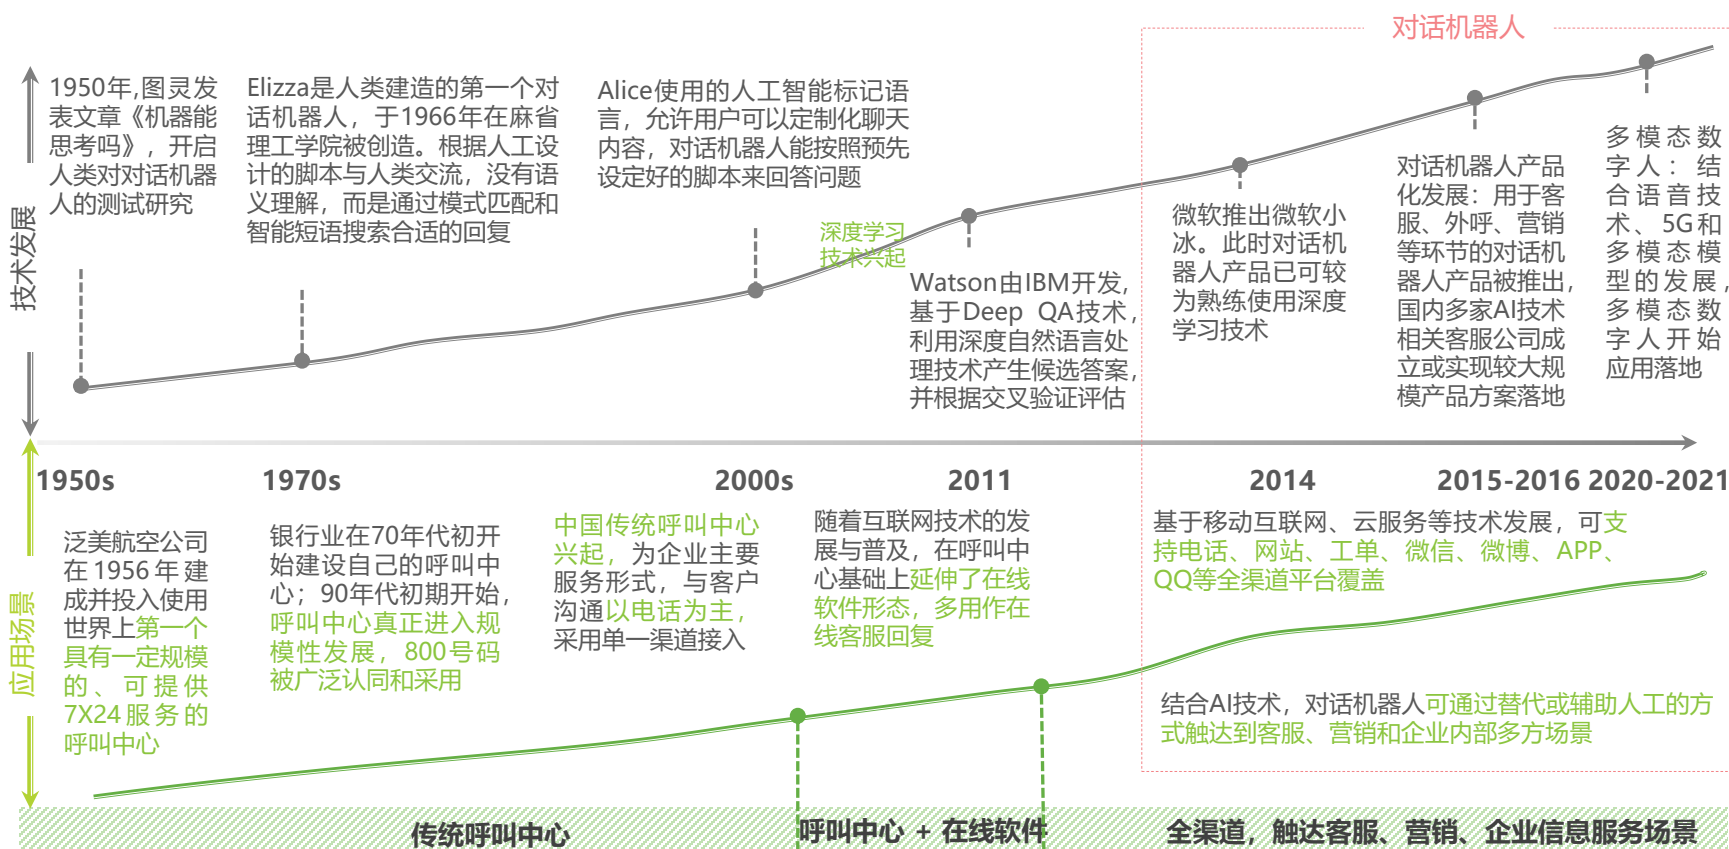 对话机器人
技术发展
1950年,图灵发
表文章《机器能
思考吗》，开启
人类对对话机器
人的测试研究
Elizza是人类建造的第一个对
话机器人，于1966年在麻省
理工学院被创造。根据人工设
计的脚本与人类交流，没有语
义理解，而是通过模式匹配和
智能短语搜索合适的回复
Alice使用的人工智能标记语
言，允许用户可以定制化聊天
内容，对话机器人能按照预先
设定好的脚本来回答问题
深度学习
技术兴起
Watson由IBM开发,
基于Deep QA技术，
利用深度自然语言处
理技术产生候选答案，
并根据交叉验证评估
微软推出微软小
冰。此时对话机
器人产品已可较
为熟练使用深度
学习技术
对话机器人产品
化发展：用于客
服、外呼、营销
等环节的对话机
器人产品被推出，
国内多家AI技术
相关客服公司成
立或实现较大规
模产品方案落地
多模态数
字人：结
合语音技
术、5G和
多模态模
型的发展，
多模态数
字人开始
应用落地
1950s
1970s
2000s
2011
2014
2015-2016
2020-2021
应用场景
泛美航空公司
在1956年建
成并投入使用
世界上第一个
具有一定规模
的、可提供
7X24服务的
呼叫中心
银行业在70年代初开
始建设自己的呼叫中
心；90年代初期开始，
呼叫中心真正进入规
模性发展，800号码
被广泛认同和采用
中国传统呼叫中心
兴起，为企业主要
服务形式，与客户
沟通以电话为主，
采用单一渠道接入
随着互联网技术的发
展与普及，在呼叫中
心基础上延伸了在线
软件形态，多用作在
线客服回复
基于移动互联网、云服务等技术发展，可支
持电话、网站、工单、微信、微博、APP、
QQ等全渠道平台覆盖
结合AI技术，对话机器人可通过替代或辅助人工的方
式触达到客服、营销和企业内部多方场景
传统呼叫中心
呼叫中心 + 在线软件
全渠道，触达客服、营销、企业信息服务场景